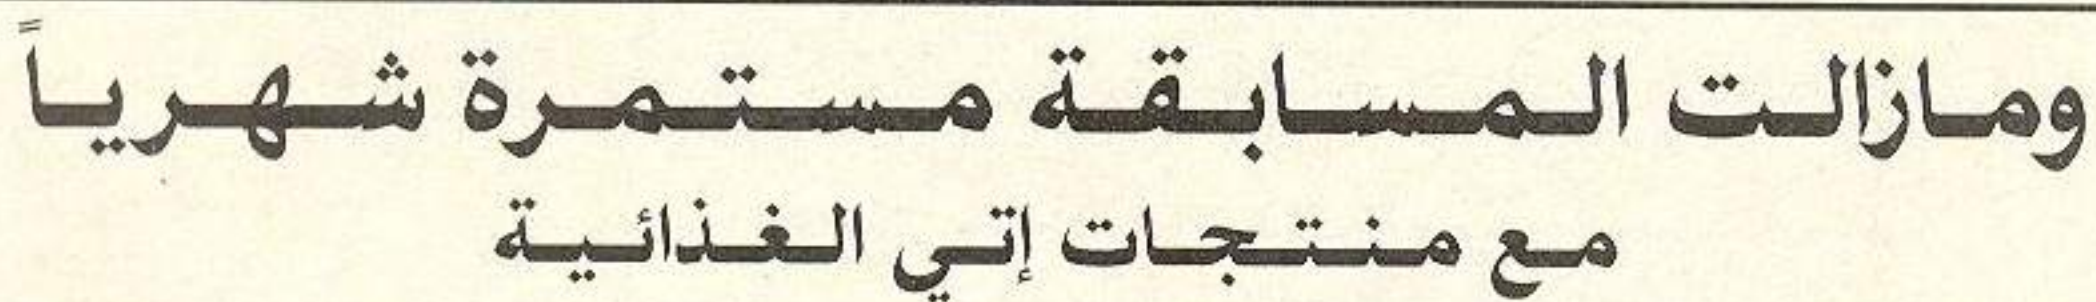 ومازالت المسابقة مستمرة شهرياً
مع منتجات إتي الغذائية